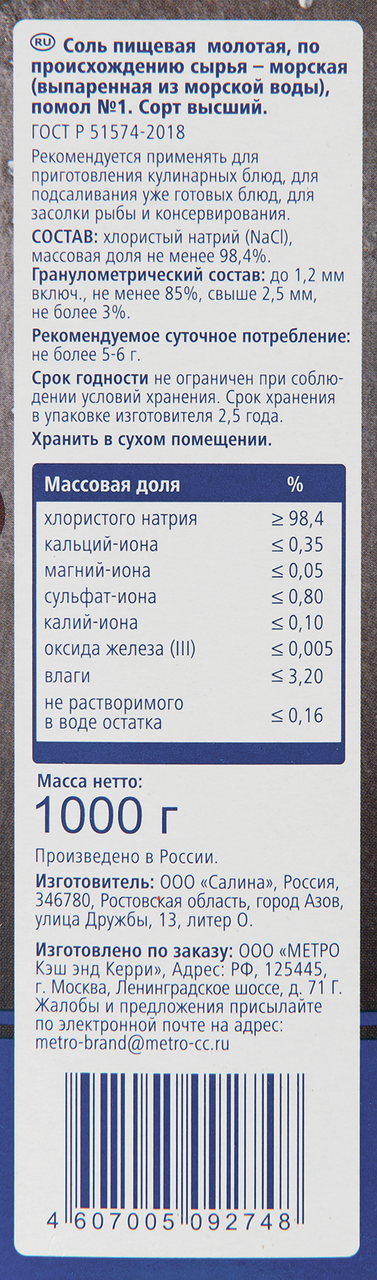 RU Соль пищевая молотая, по
происхождению сырья – морская
(выпаренная из морской воды),
помол №1. Сорт высший.
ГОСТ Р 51574-2018
Рекомендуется применять для
приготовления кулинарных блюд, для
подсаливания уже готовых блюд, для
засолки рыбы и консервирования.
СОСТАВ: хлористый натрий (NaCl),
массовая доля не менее 98,4%.
Гранулометрический состав: до 1,2 мм
включ., не менее 85%, свыше 2,5 мм,
не более 3%.
Рекомендуемое суточное потребление:
не более 5-6 г.
Срок годности не ограничен при соблю-
дении условий хранения. Срок хранения
в упаковке изготовителя 2,5 года.
Хранить в сухом помещении.
Массовая доля %
хлористого натрия ≥ 98,4
кальций-иона ≤ 0,35
магний-иона ≤ 0,05
сульфат-иона ≤ 0,80
калий-иона ≤ 0,10
оксида железа (III) ≤ 0,005
влаги ≤ 3,20
не растворимого
в воде остатка ≤ 0,16
Масса нетто:
1000 г
Произведено в России.
Изготовитель: ООО «Салина», Россия,
346780, Ростовская область, город Азов,
улица Дружбы, 13, литер О.
Изготовлено по заказу: ООО «МЕТРО
Кэш энд Керри», Адрес: РФ, 125445,
г. Москва, Ленинградское шоссе, д. 71 Г.
Жалобы и предложения присылайте
по электронной почте на адрес:
metro-brand@metro-cc.ru
4 607005 092748